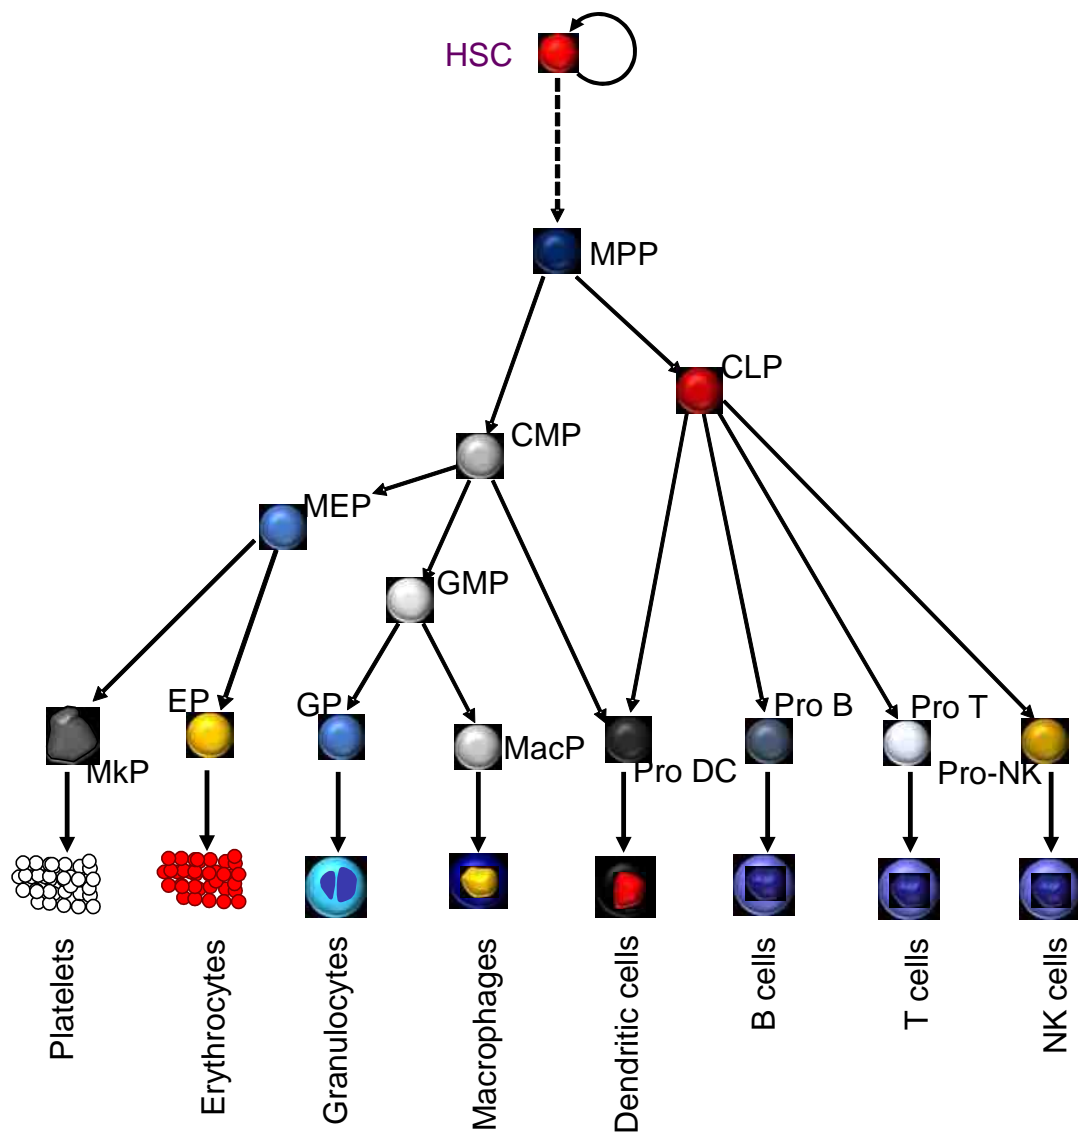 HSC
MPP
CLP
CMP
MEP
GMP
EP
GP
Pro B
Pro T
MkP
MacP
Pro DC
Pro-NK
Platelets
Erythrocytes
Granulocytes
Macrophages
Dendritic cells
B cells
T cells
NK cells